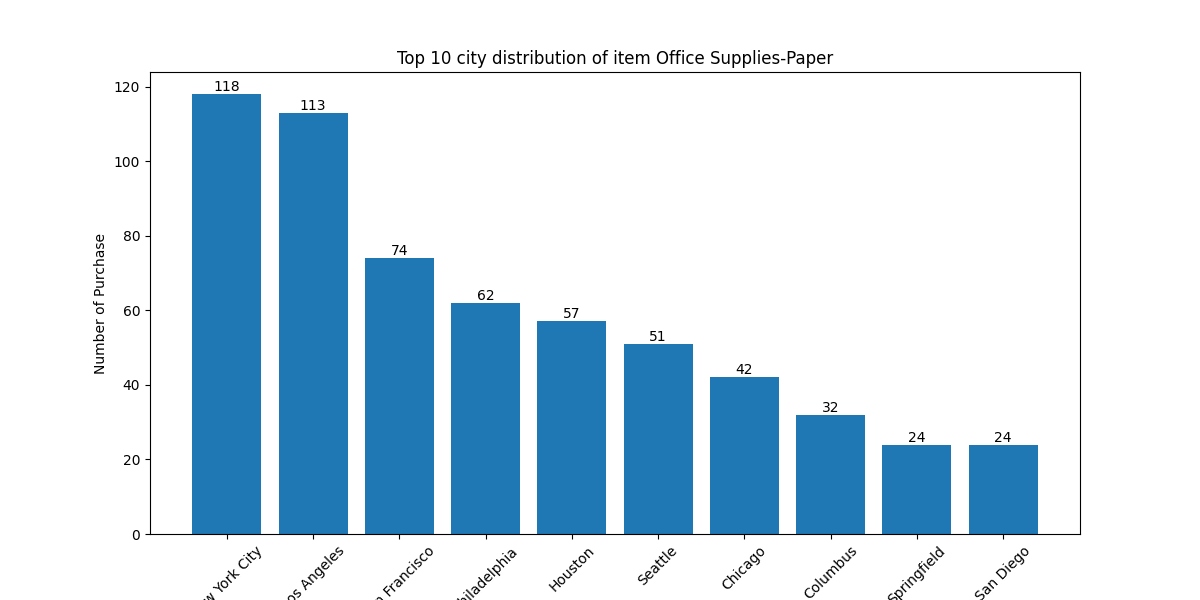 Top 10 city distribution of item Office Supplies-Paper
Number of Purchase
120
100
80
60
40
20
0
118
113
74
62
57
51
42
32
24
24
w York City
os Angeles
Francisco
hiladelphia
Houston
Seattle
Chicago
Columbus
Springfield
San Diego